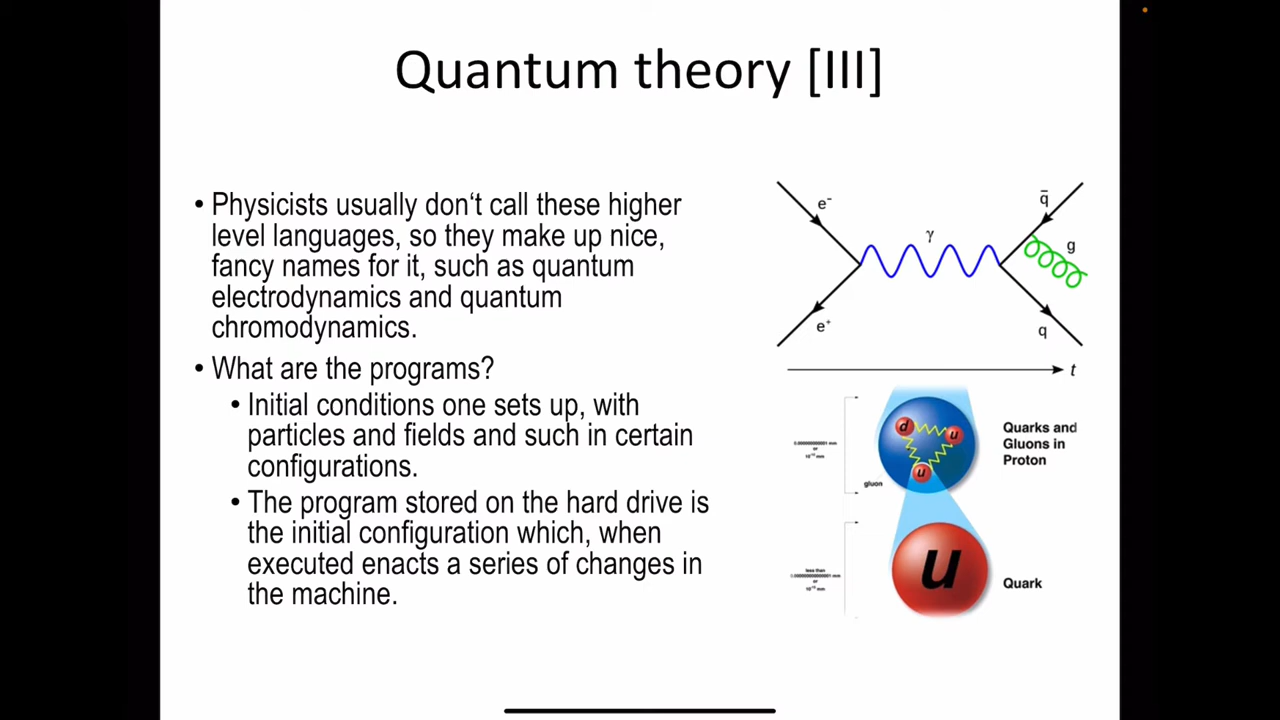 Quantum theory [III]
• Physicists usually don‘t call these higher
level languages, so they make up nice,
fancy names for it, such as quantum
electrodynamics and quantum
chromodynamics.
• What are the programs?
• Initial conditions one sets up, with
particles and fields and such in certain
configurations.
• The program stored on the hard drive is
the initial configuration which, when
executed enacts a series of changes in
the machine.
e⁻
e⁺
γ
q̄
g
q
t
d
u
u
gluon
Quarks and
Gluons in
Proton
less than
or
u
Quark